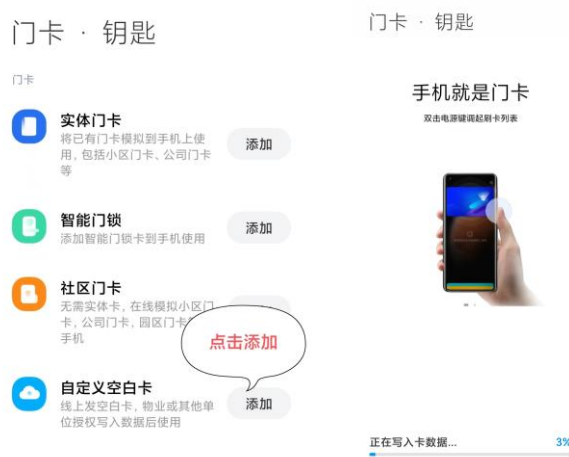 门卡 · 钥匙
门卡
实体门卡
将已有门卡模拟到手机上使
用，包括小区门卡、公司门卡
等
添加
智能门锁
添加智能门锁卡到手机使用
添加
社区门卡
无需实体卡，在线模拟小区门
卡，公司门卡，园区门卡
手机
点击添加
自定义空白卡
线上发空白卡，物业或其他单
位授权写入数据后使用
添加
门卡 · 钥匙
手机就是门卡
双击电源键调起刷卡列表
正在写入卡数据...
3%